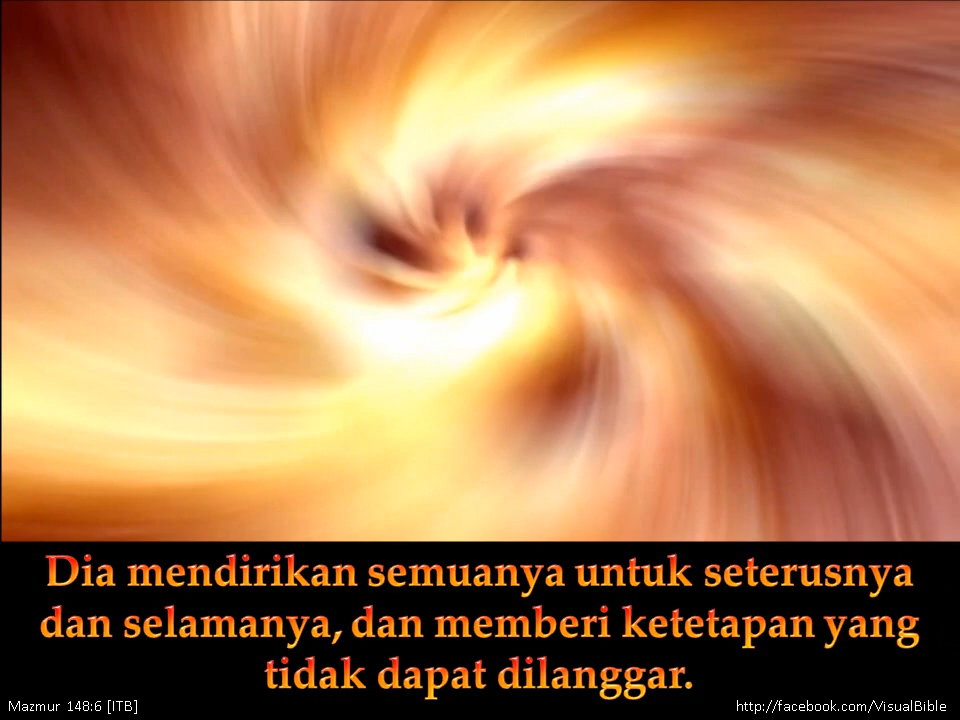 Dia mendirikan semuanya untuk seterusnya
dan selamanya, dan memberi ketetapan yang
tidak dapat dilanggar.
Mazmur 148:6 [ITB]
http://facebook.com/VisualBible